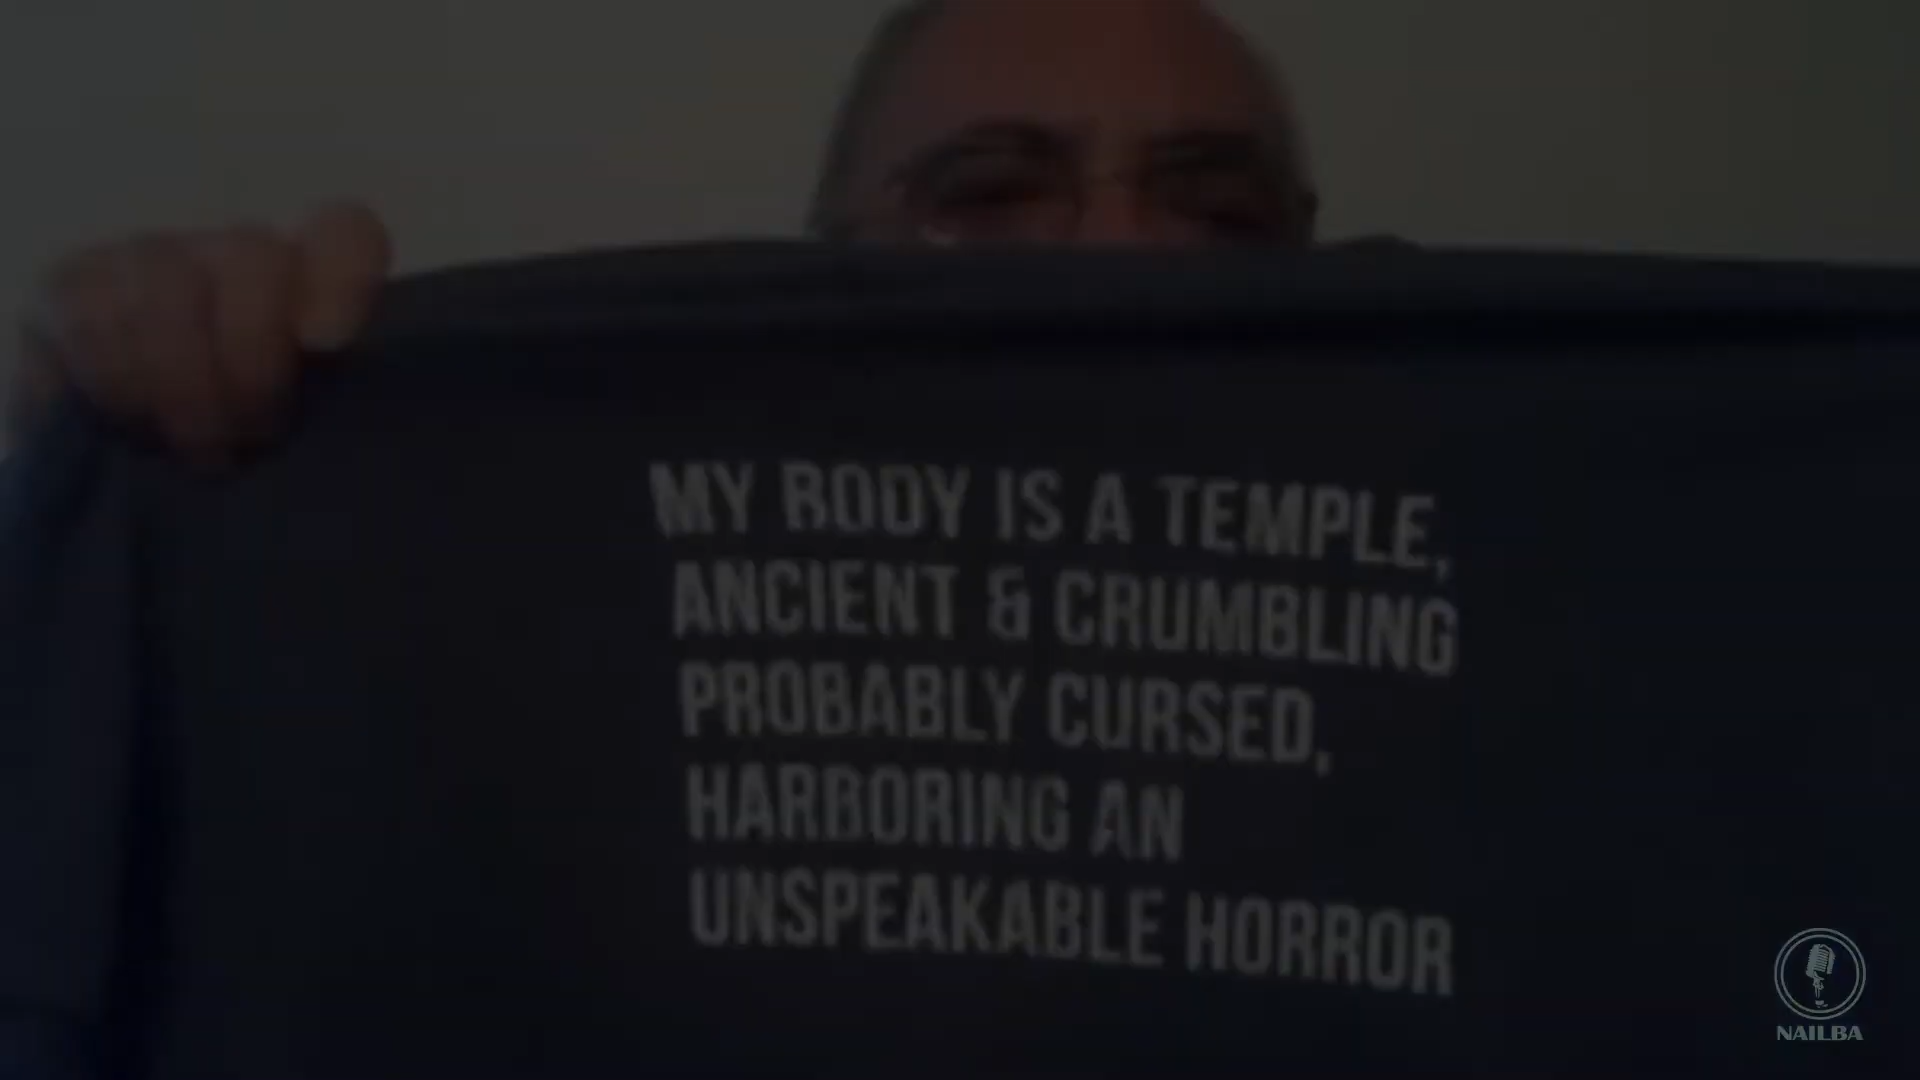 MY BODY IS A TEMPLE,
ANCIENT & CRUMBLING
PROBABLY CURSED,
HARBORING AN
UNSPEAKABLE HORROR
NAILBA